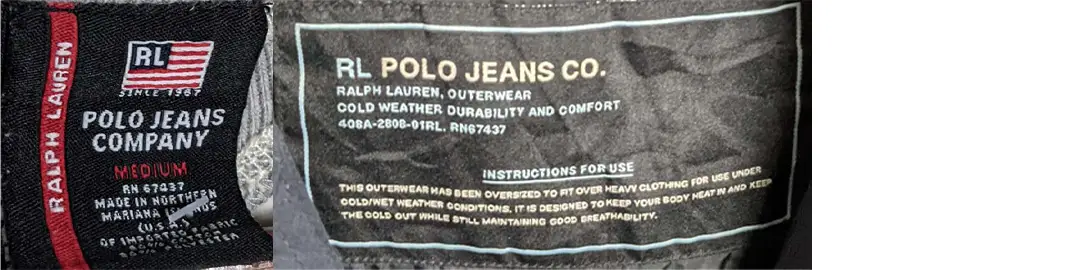 RALPH LAUREN
RL
SINCE 1967
POLO JEANS
COMPANY
MEDIUM
RN 67437
MADE IN NORTHERN
MARIANA ISLANDS
(U.S.A.)
OF IMPORTED FABRIC
RL POLO JEANS CO.
RALPH LAUREN, OUTERWEAR
COLD WEATHER DURABILITY AND COMFORT
408A-2808-01RL. RN67437
INSTRUCTIONS FOR USE
THIS OUTERWEAR HAS BEEN OVERSIZED TO FIT OVER HEAVY CLOTHING FOR USE UNDER
COLD/WET WEATHER CONDITIONS. IT IS DESIGNED TO KEEP YOUR BODY HEAT IN AND KEEP
THE COLD OUT WHILE STILL MAINTAINING GOOD BREATHABILITY.